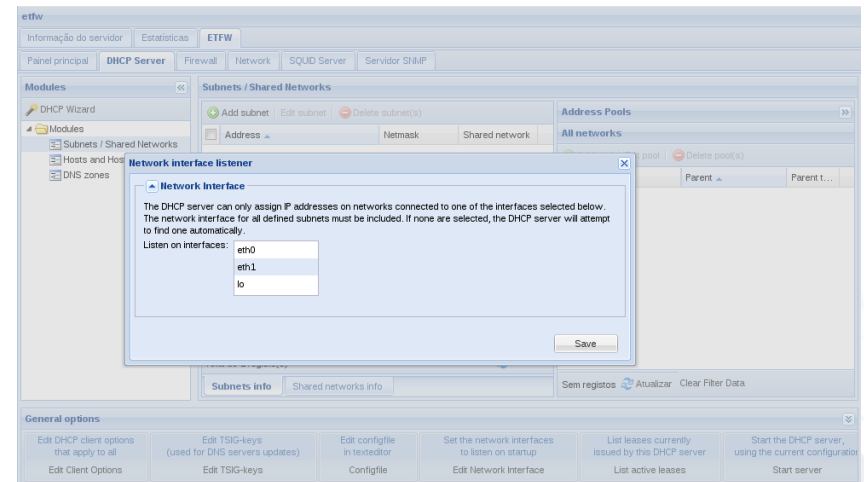 etfw
Informação do servidor Estatísticas ETFW
Painel principal DHCP Server Firewall Network SQUID Server Servidor SNMP
Modules
DHCP Wizard
Modules
Subnets / Shared Networks
Hosts and Hos
DNS zones
Subnets / Shared Networks
Add subnet Edit subnet Delete subnet(s)
Address Netmask Shared network
Address Pools
All networks
pool Delete pool(s)
Parent Parent t...
Network interface listener
Network Interface
The DHCP server can only assign IP addresses on networks connected to one of the interfaces selected below.
The network interface for all defined subnets must be included. If none are selected, the DHCP server will attempt
to find one automatically.
Listen on interfaces:
eth0
eth1
lo
Save
Subnets info Shared networks info
Sem registos Atualizar Clear Filter Data
General options
Edit DHCP client options
that apply to all
Edit Client Options
Edit TSIG-keys
(used for DNS servers updates)
Edit TSIG-keys
Edit configfile
in texteditor
Configfile
Set the network interfaces
to listen on startup
Edit Network Interface
List leases currently
issued by this DHCP server
List active leases
Start the DHCP server,
using the current configuration
Start server